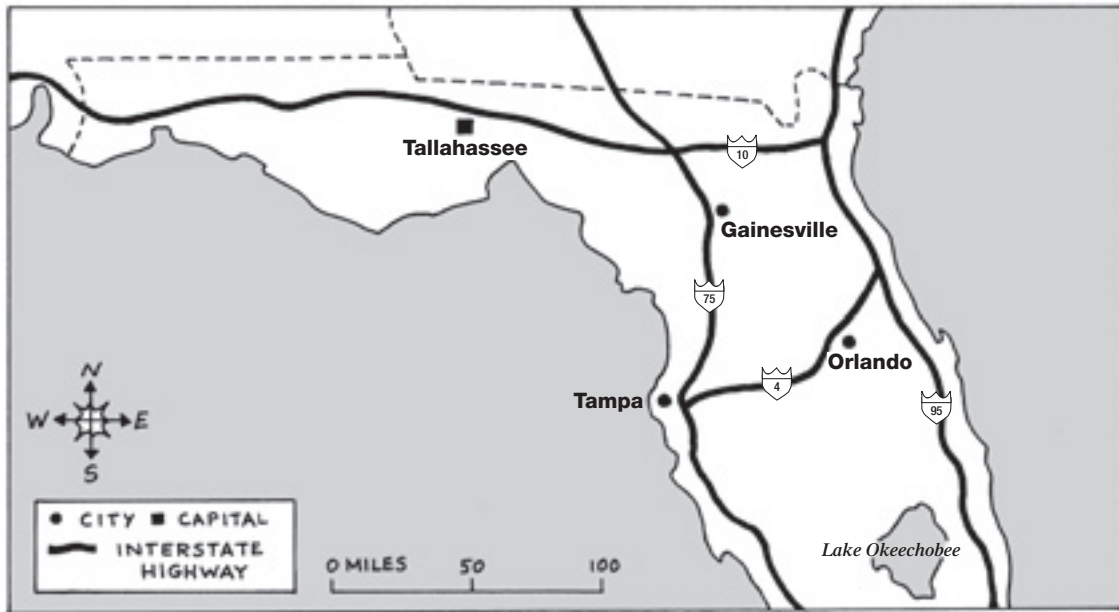 Tallahassee
10
Gainesville
75
Orlando
4
Tampa
95
N
W E
S
CITY CAPITAL
INTERSTATE
HIGHWAY
0 MILES 50 100
Lake Okeechobee